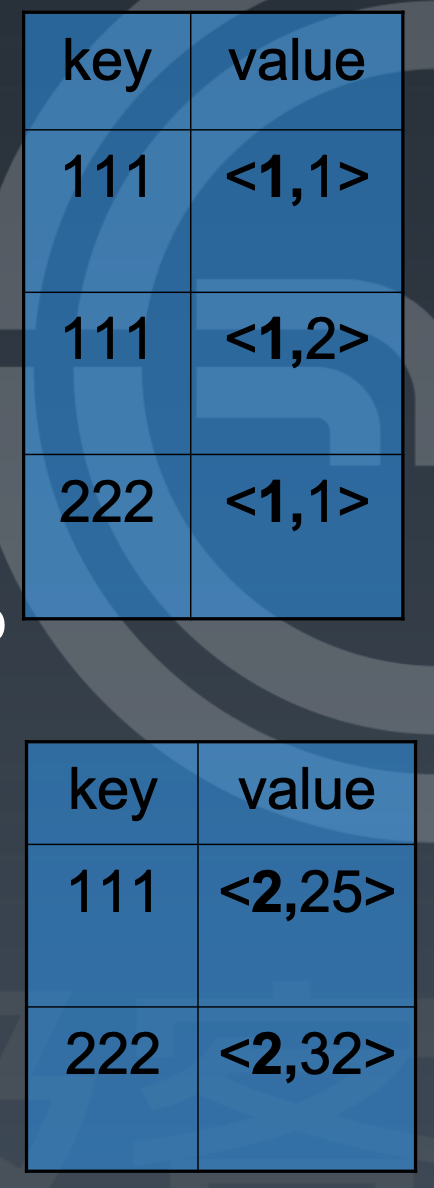 key value
111 <1,1>
111 <1,2>
222 <1,1>
key value
111 <2,25>
222 <2,32>